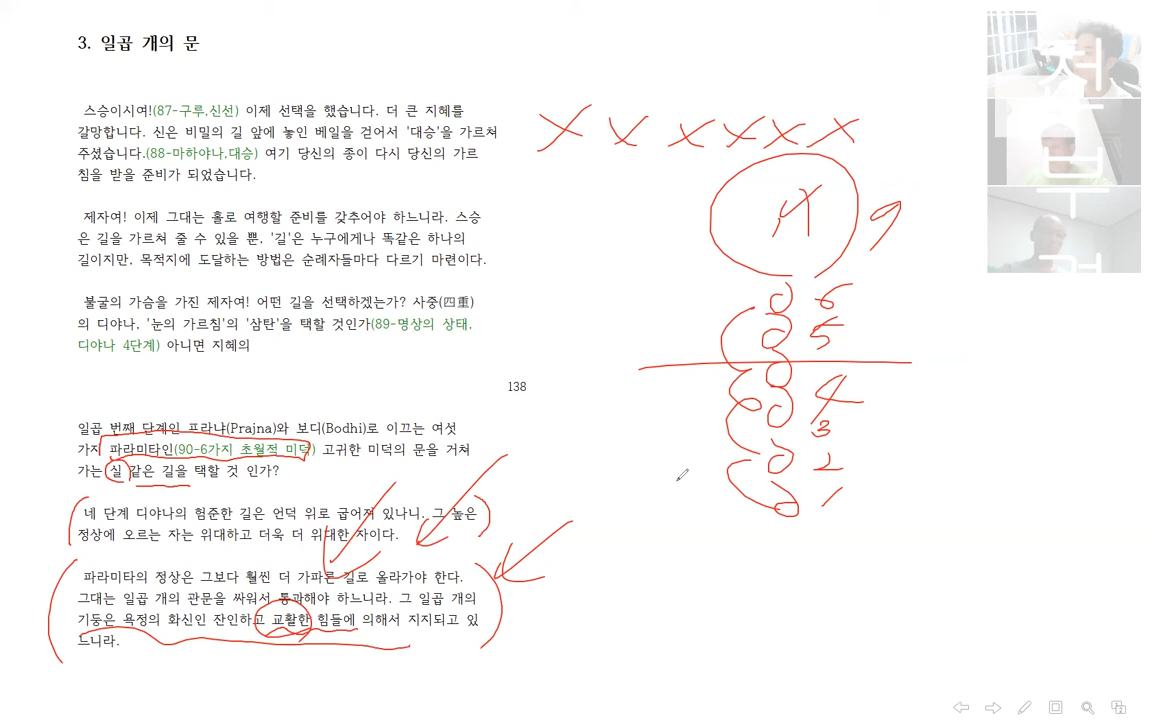 3. 일곱 개의 문
스승이시여!(87-구루,신선) 이제 선택을 했습니다. 더 큰 지혜를
갈망합니다. 신은 비밀의 길 앞에 놓인 베일을 걷어서 '대승'을 가르쳐
주셨습니다.(88-마하야나,대승) 여기 당신의 종이 다시 당신의 가르
침을 받을 준비가 되었습니다.
제자여! 이제 그대는 홀로 여행할 준비를 갖추어야 하느니라. 스승
은 길을 가르쳐 줄 수 있을 뿐, '길'은 누구에게나 똑같은 하나의
길이지만, 목적지에 도달하는 방법은 순례자들마다 다르기 마련이다.
불굴의 가슴을 가진 제자여! 어떤 길을 선택하겠는가? 사중(四重)
의 디야나, '눈의 가르침'의 '삼탄'을 택할 것인가(89-명상의 상태,
디야나 4단계) 아니면 지혜의
138
일곱 번째 단계인 프라냐(Prajna)와 보디(Bodhi)로 이끄는 여섯
가지 파라미타인(90-6가지 초월적 미덕) 고귀한 미덕의 문을 거쳐
가는 실 같은 길을 택할 것 인가?
네 단계 디야나의 험준한 길은 언덕 위로 굽어져 있나니. 그 높은
정상에 오르는 자는 위대하고 더욱 더 위대한 자이다.
파라미타의 정상은 그보다 훨씬 더 가파른 길로 올라가야 한다.
그대는 일곱 개의 관문을 싸워서 통과해야 하느니라. 그 일곱 개의
기둥은 욕정의 화신인 잔인하고 교활한 힘들에 의해서 지지되고 있
느니라.
X X X X X X
9
6
5
4
3
2
1